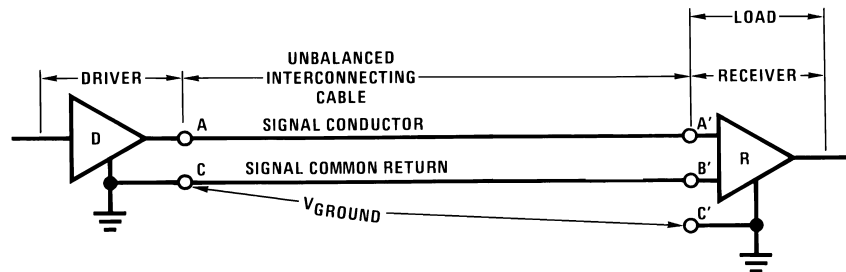 LOAD
DRIVER
UNBALANCED
INTERCONNECTING
CABLE
RECEIVER
D
A
SIGNAL CONDUCTOR
A'
C
SIGNAL COMMON RETURN
B'
R
VGROUND
C'